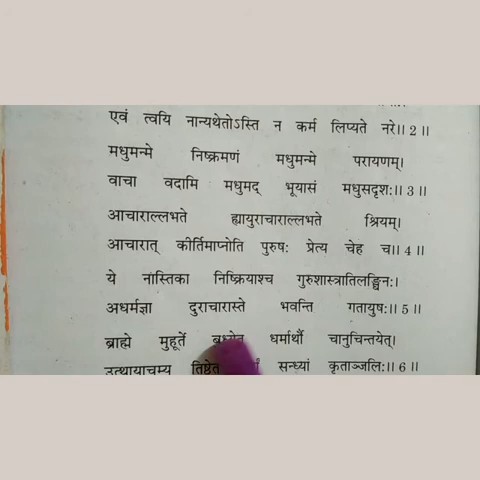 एवं त्वयि नान्यथेतोऽस्ति न कर्म लिप्यते नरे।। 2 ।।
मधुमन्मे निष्क्रमणं मधुमन्मे परायणम्।
वाचा वदामि मधुमद् भूयासं मधुसदृशः।। 3 ।।
आचाराल्लभते ह्यायुराचाराल्लभते श्रियम्।
आचारात् कीर्तिमाप्नोति पुरुषः प्रेत्य चेह च।। 4 ।।
ये नास्तिका निष्क्रियाश्च गुरुशास्त्रातिलङ्घिनः।
अधर्मज्ञा दुराचारास्ते भवन्ति गतायुषः।। 5 ।।
ब्राह्मे मुहूर्ते बुध्येत धर्मार्थौ चानुचिन्तयेत्।
उत्थायाचम्य तिष्ठेत सन्ध्यां कृताञ्जलिः।। 6 ।।